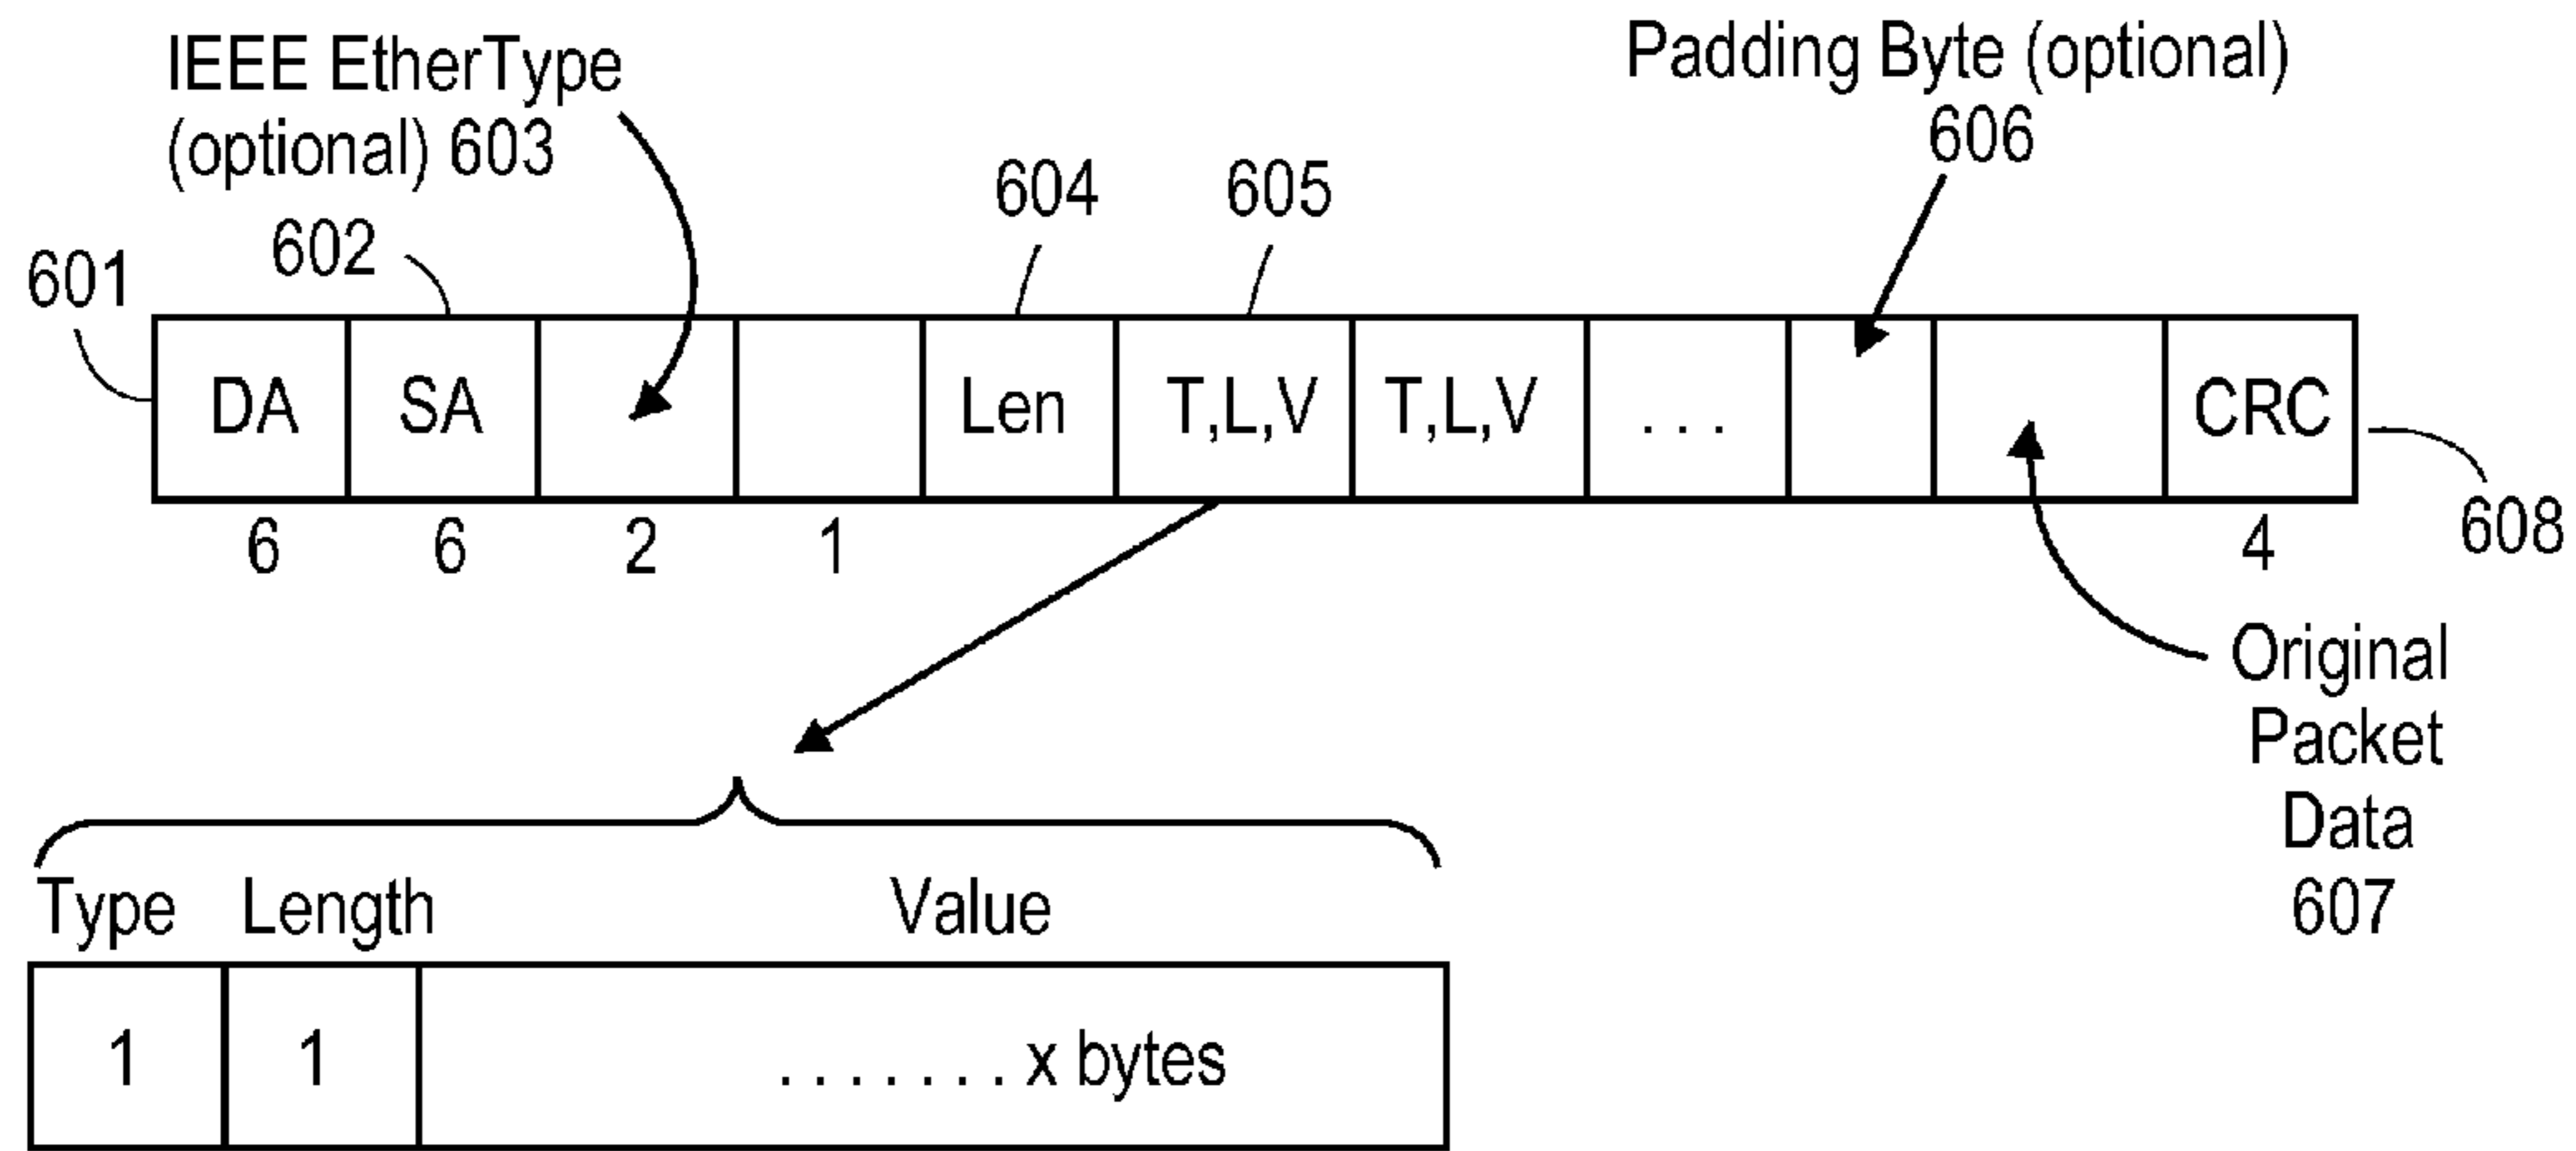 IEEE EtherType
(optional) 603
Padding Byte (optional)
606
604
605
602
601
DA SA Len T,L,V T,L,V . . . CRC
6 6 2 1 4
608
Original
Packet
Data
607
Type Length Value
1 1 . . . . . . . x bytes